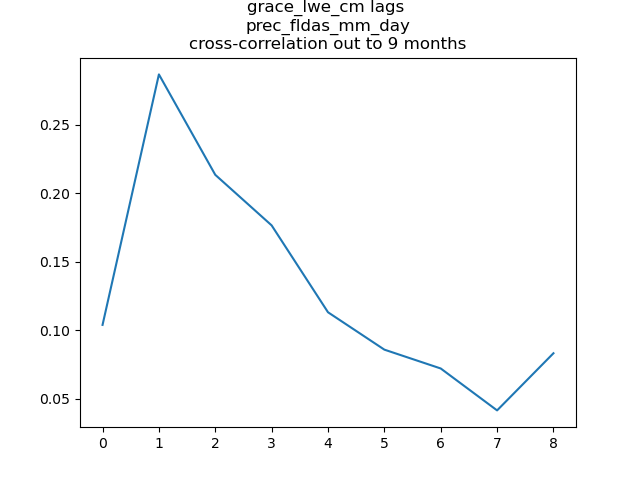 grace_lwe_cm lags
prec_fldas_mm_day
cross-correlation out to 9 months
0.25
0.20
0.15
0.10
0.05
0 1 2 3 4 5 6 7 8